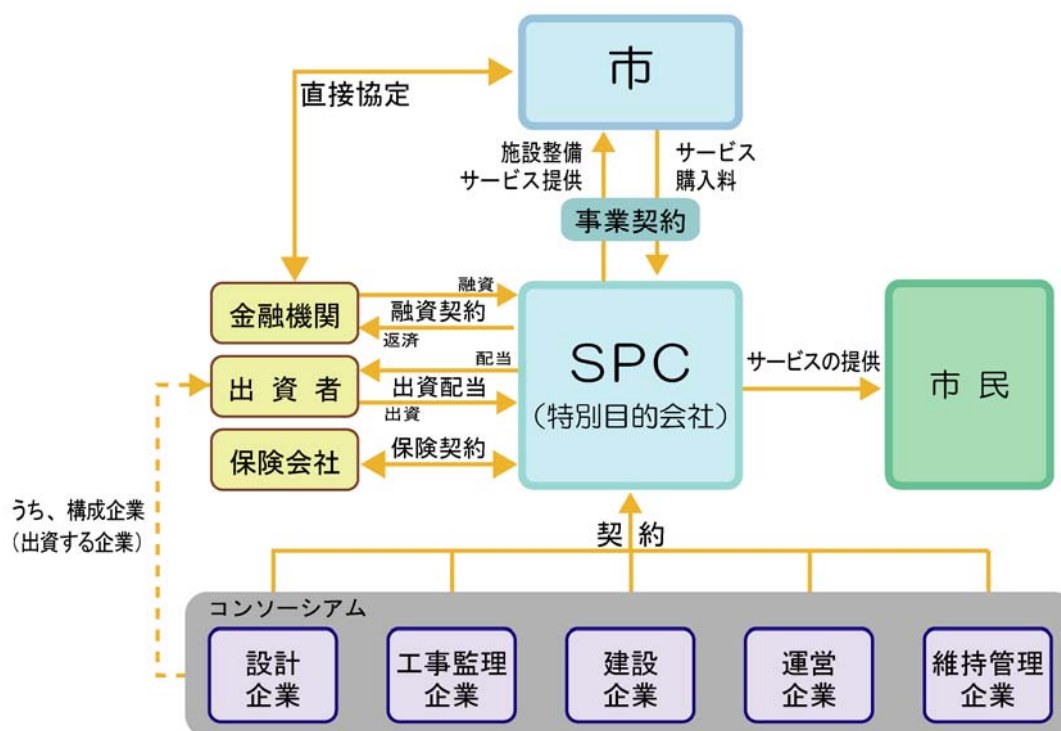 市
直接協定
施設整備
サービス提供
サービス
購入料
事業契約
金融機関
融資
融資契約
返済
配当
出資者
出資配当
出資
保険会社
保険契約
SPC
(特別目的会社)
サービスの提供
市民
うち、構成企業
(出資する企業)
契約
コンソーシアム
設計
企業
工事監理
企業
建設
企業
運営
企業
維持管理
企業